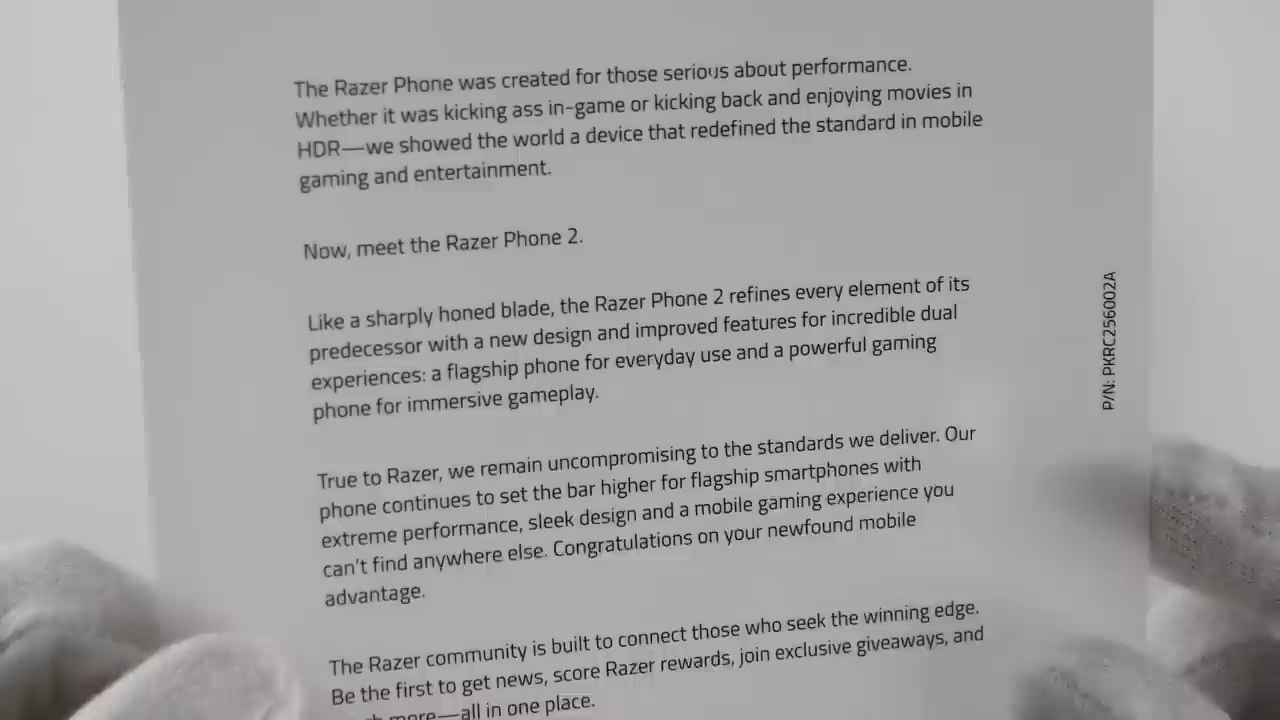 The Razer Phone was created for those serious about performance.
Whether it was kicking ass in-game or kicking back and enjoying movies in
HDR—we showed the world a device that redefined the standard in mobile
gaming and entertainment.
Now, meet the Razer Phone 2.
Like a sharply honed blade, the Razer Phone 2 refines every element of its
predecessor with a new design and improved features for incredible dual
experiences: a flagship phone for everyday use and a powerful gaming
phone for immersive gameplay.
True to Razer, we remain uncompromising to the standards we deliver. Our
phone continues to set the bar higher for flagship smartphones with
extreme performance, sleek design and a mobile gaming experience you
can't find anywhere else. Congratulations on your newfound mobile
advantage.
The Razer community is built to connect those who seek the winning edge.
Be the first to get news, score Razer rewards, join exclusive giveaways, and
more—all in one place.
P/N: PKRC256002A